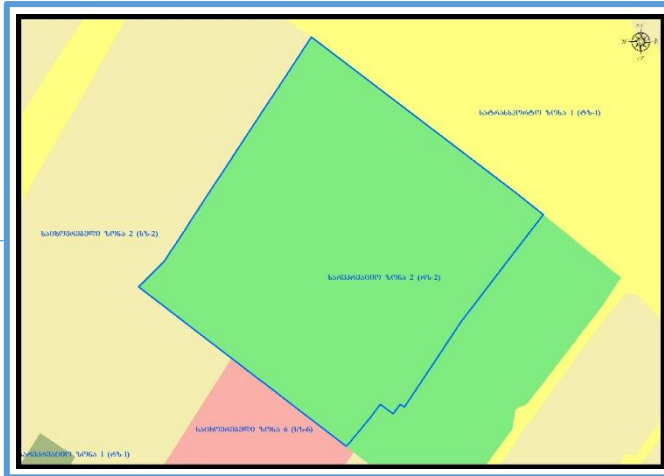 სატრანსპორტო ზონა 1 (ტზ-1)
საცხოვრებელი ზონა 2 (სზ-2)
სარეკრეაციო ზონა 2 (რზ-2)
საცხოვრებელი ზონა 6 (სზ-6)
სარეკრეაციო ზონა 1 (რზ-1)